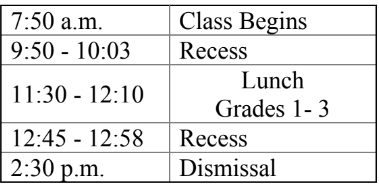 7:50 a.m. Class Begins
9:50 - 10:03 Recess
11:30 - 12:10 Lunch
Grades 1- 3
12:45 - 12:58 Recess
2:30 p.m. Dismissal